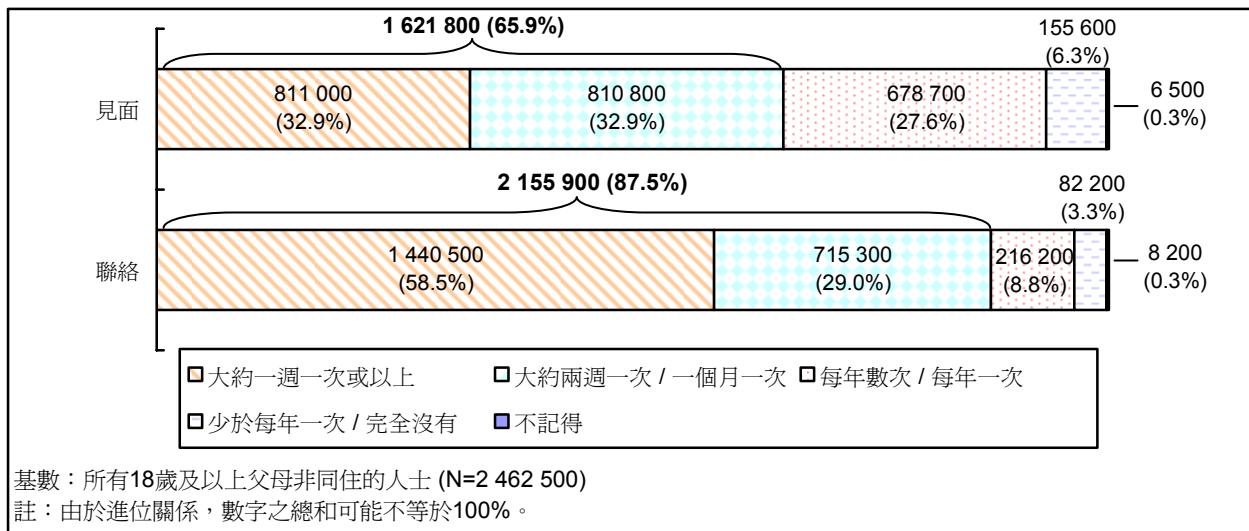 1 621 800 (65.9%)
155 600
(6.3%)
見面
811 000
(32.9%)
810 800
(32.9%)
678 700
(27.6%)
6 500
(0.3%)
2 155 900 (87.5%)
82 200
(3.3%)
聯絡
1 440 500
(58.5%)
715 300
(29.0%)
216 200
(8.8%)
8 200
(0.3%)
大約一週一次或以上
大約兩週一次 / 一個月一次
每年數次 / 每年一次
少於每年一次 / 完全沒有
不記得
基數：所有18歲及以上父母非同住的人士 (N=2 462 500)
註：由於進位關係，數字之總和可能不等於100%。